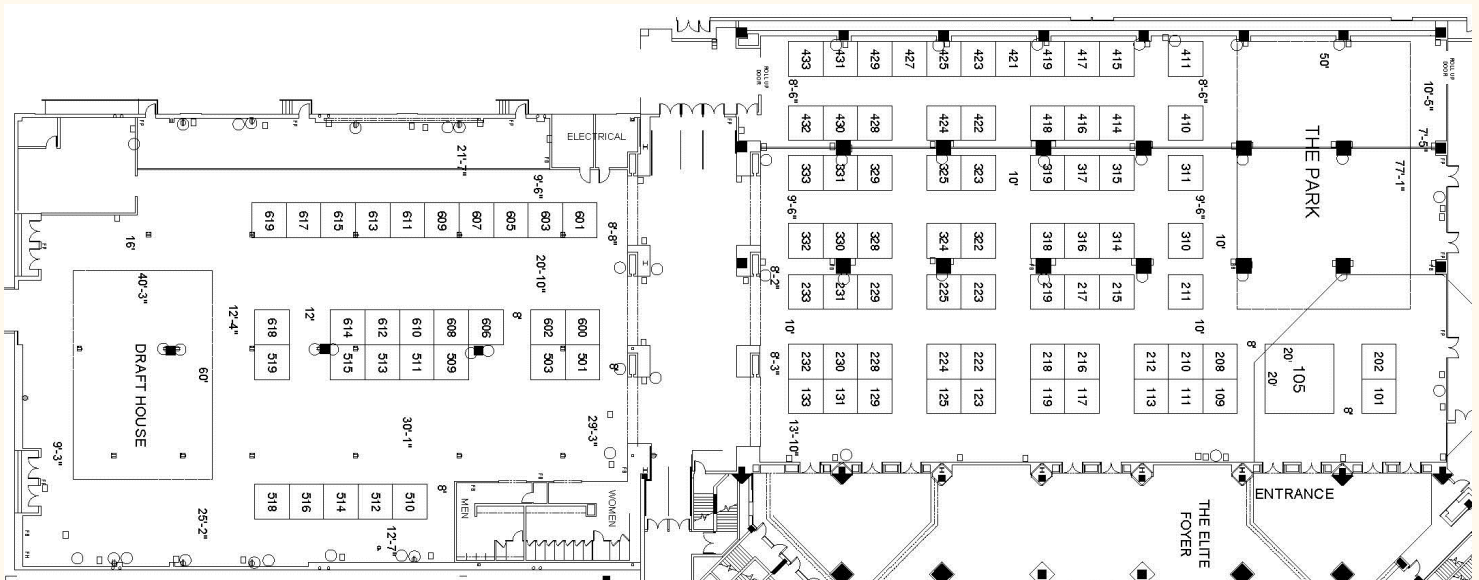 433 431 429 427 425 423 421 419 417 415 411
ROLL UP
DOOR
8'-6"
8'-6"
50'
ROLL UP
DOOR
10'-5"
432 430 428 424 422 418 416 414 410
7'-5"
THE PARK
77'-1"
333 331 329 325 323 10' 319 317 315 311
9'-6"
9'-6"
332 330 328 324 322 318 316 314 310
10'
8'-2"
233 231 229 225 223 219 217 215 211
10'
10'
8'-3"
232 230 228 224 222 218 216 212 210 208
8'
20'
105
20'
202
133 131 129 125 123 119 117 113 111 109
101
8'
13'-10"
ENTRANCE
THE ELITE
FOYER
ELECTRICAL
21'-7"
9'-6"
619 617 615 613 611 609 607 605 603 601
8'-8"
16'
20'-10"
40'-3"
12'-4"
618
12'
614 612 610 608 606
8'
602 600
519 515 513 511 509 503 501
8'
DRAFT HOUSE
60'
30'-1"
29'-3"
9'-3"
518 516 514 512 510
8'
MEN
WOMEN
25'-2"
12'-7"